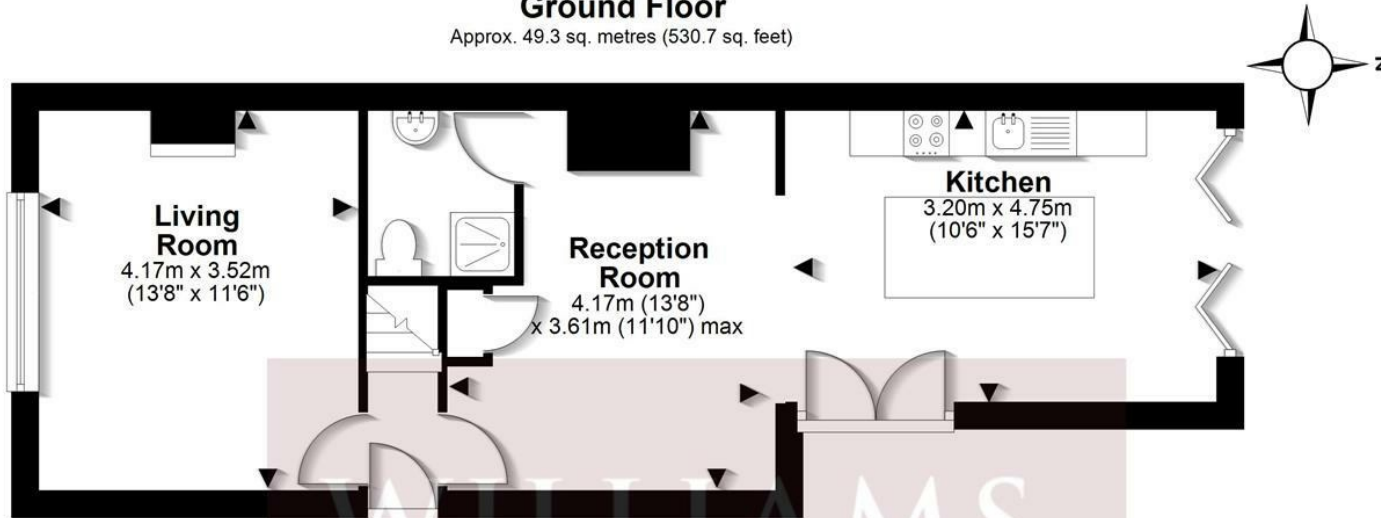 Ground Floor
Approx. 49.3 sq. metres (530.7 sq. feet)
Living
Room
4.17m x 3.52m
(13'8" x 11'6")
Reception
Room
4.17m (13'8")
x 3.61m (11'10") max
Kitchen
3.20m x 4.75m
(10'6" x 15'7")
WILLIAMS